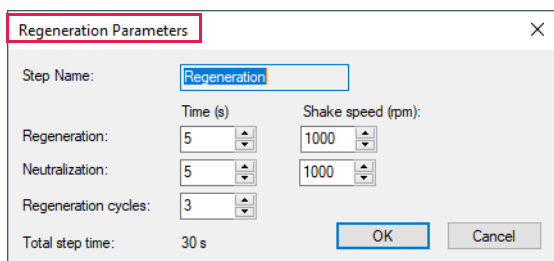 Regeneration Parameters
Step Name: Regeneration
Time (s) Shake speed (rpm):
Regeneration: 5 1000
Neutralization: 5 1000
Regeneration cycles: 3
Total step time: 30 s OK Cancel